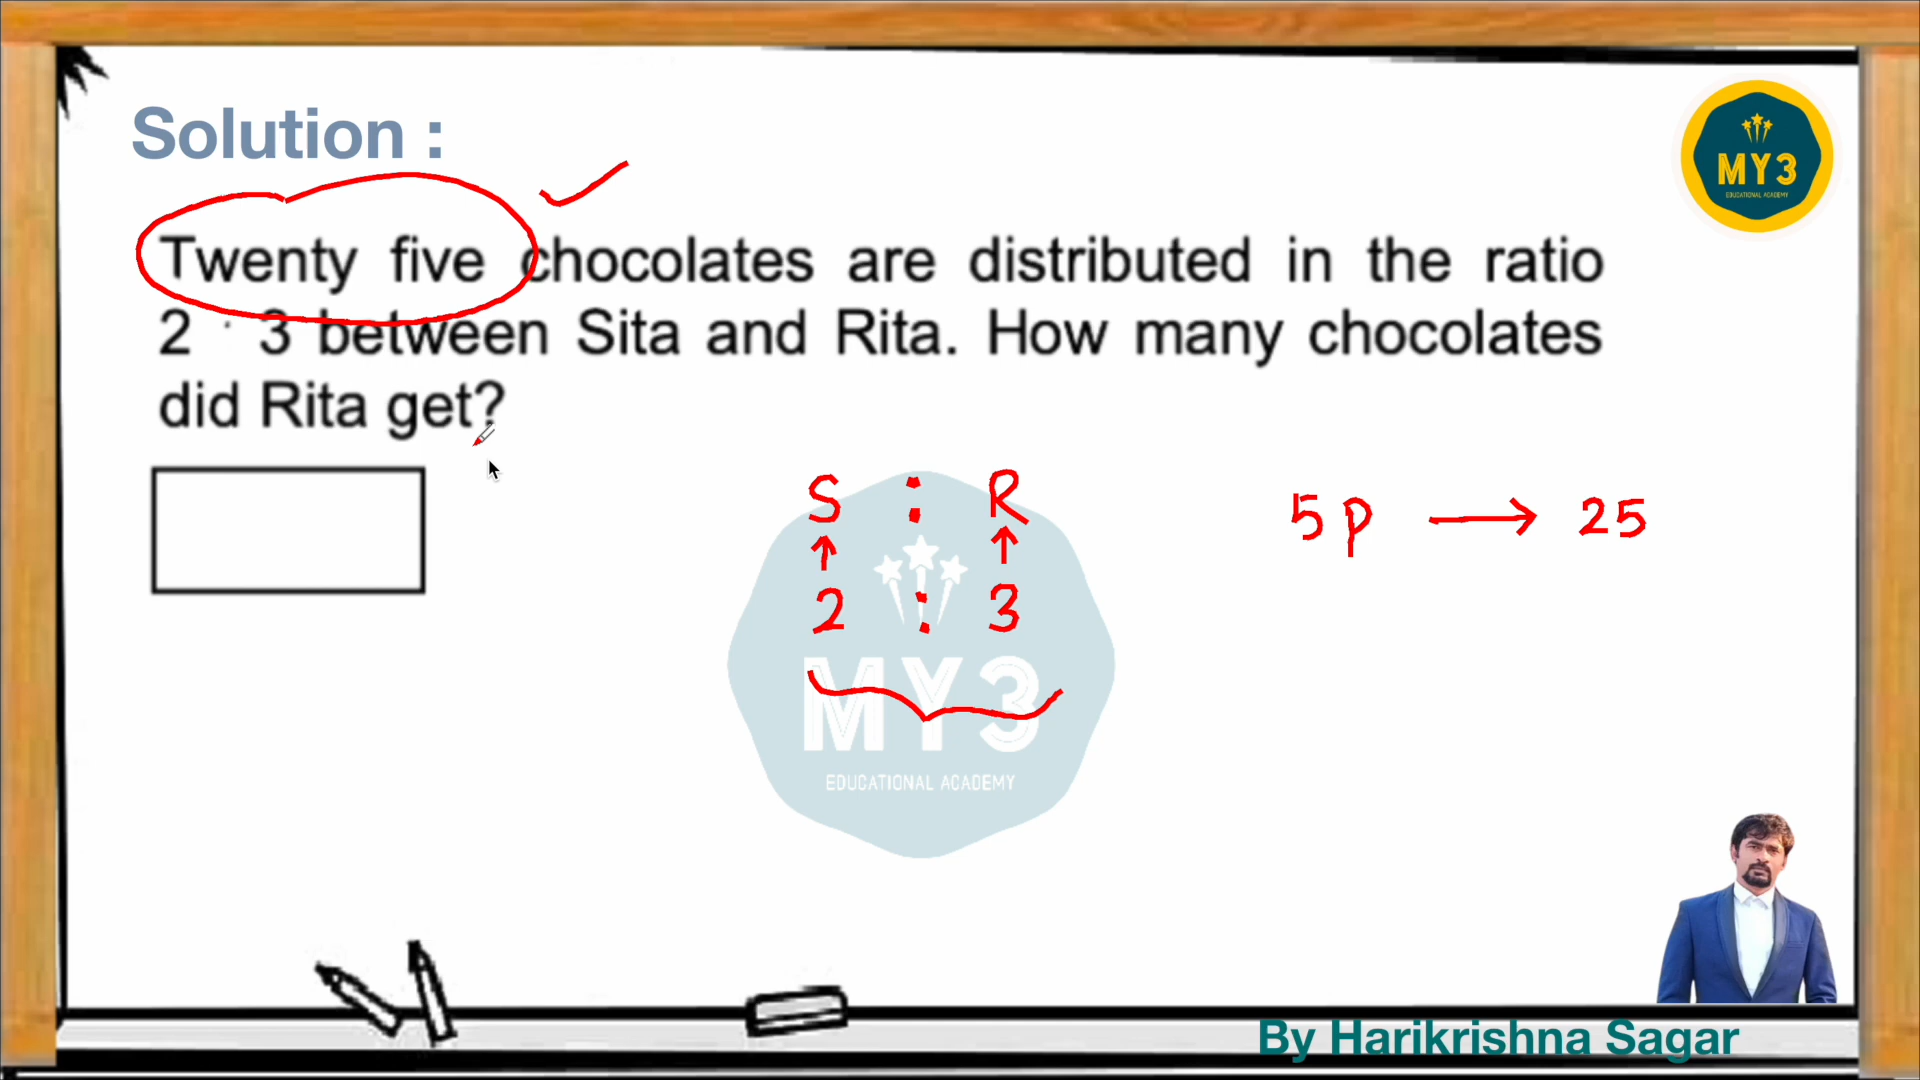 Solution :
Twenty five chocolates are distributed in the ratio
2 : 3 between Sita and Rita. How many chocolates
did Rita get?
S : R
2 : 3
5p → 25
MY3
EDUCATIONAL ACADEMY
MY3
EDUCATIONAL ACADEMY
By Harikrishna Sagar